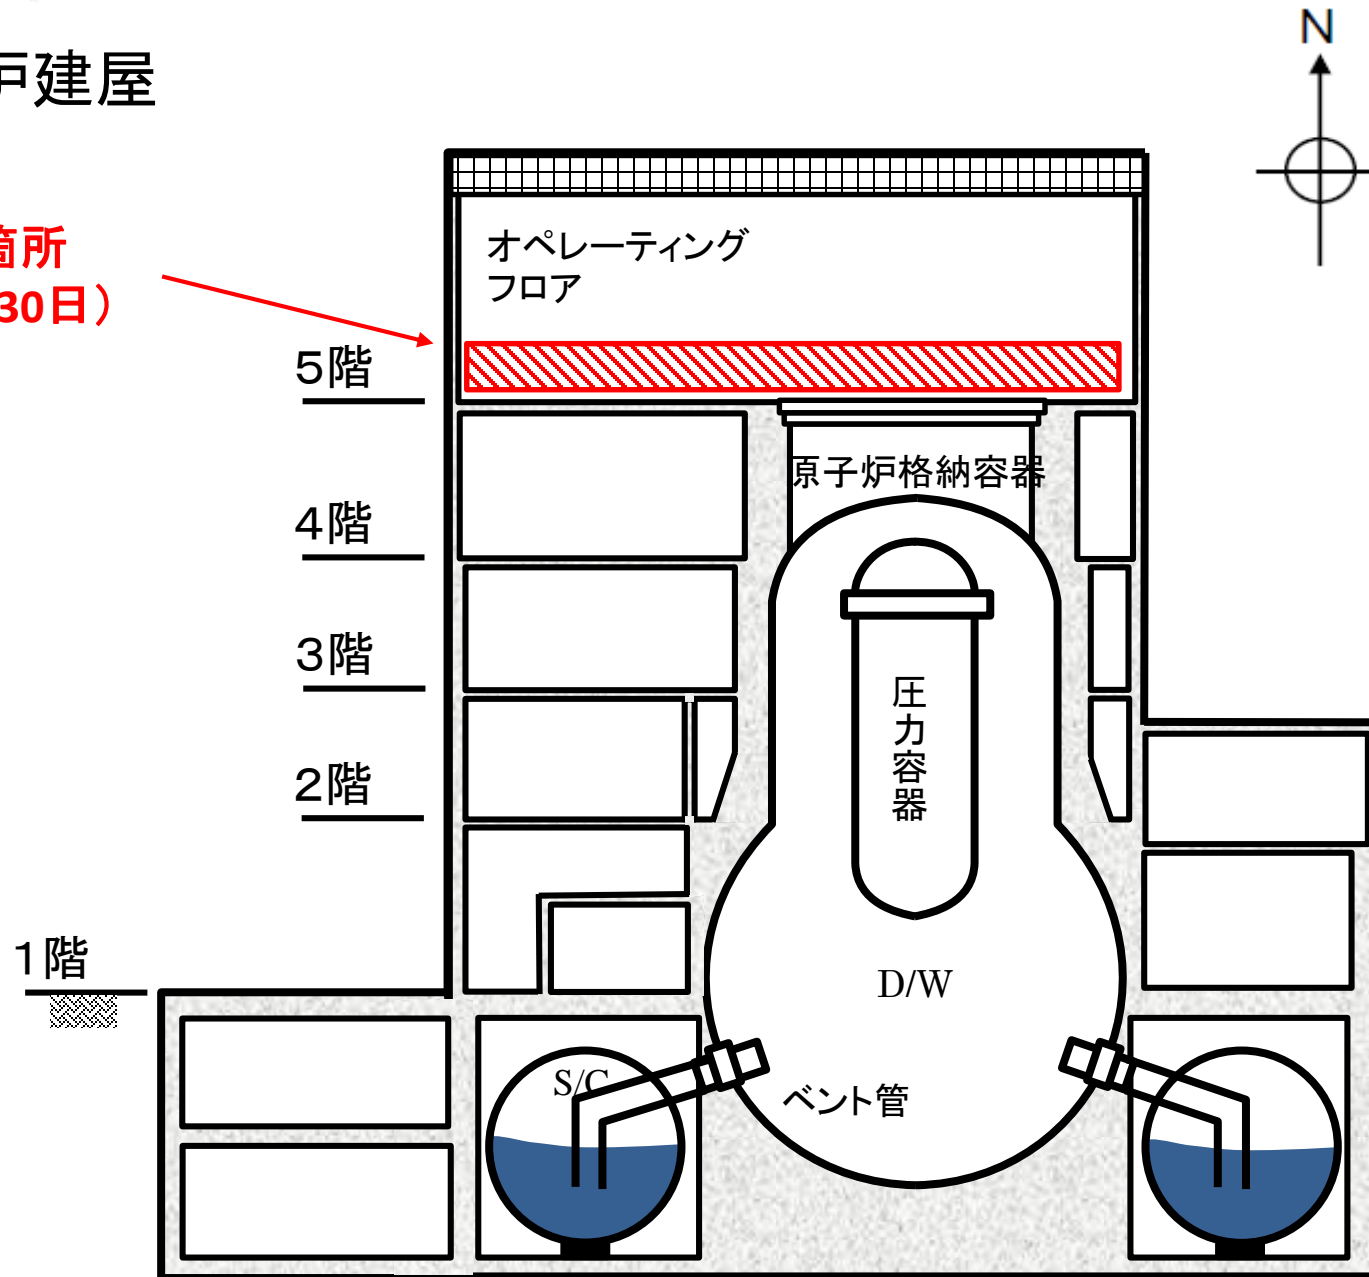 N
炉建屋
箇所
30日）
オペレーティング
フロア
5階
原子炉格納容器
4階
3階
圧力容器
2階
1階
D/W
S/C
ベント管